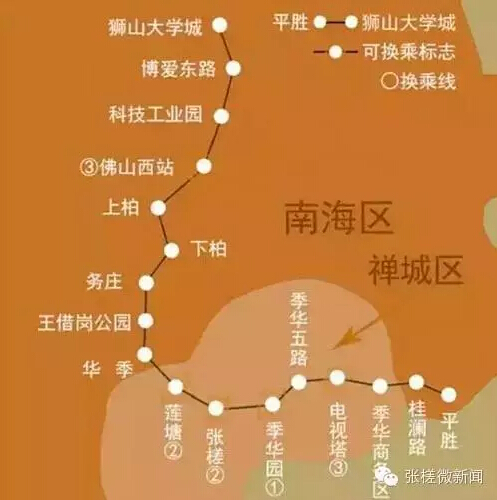 狮山大学城
平胜 狮山大学城
博爱东路
可换乘标志
科技工业园
〇换乘线
③佛山西站
上柏
南海区
下柏
禅城区
务庄
王借岗公园
华季
季华五路
莲塘②
张槎②
季华园①
电视塔③
季华商务区
桂澜路
平胜
张槎微新闻